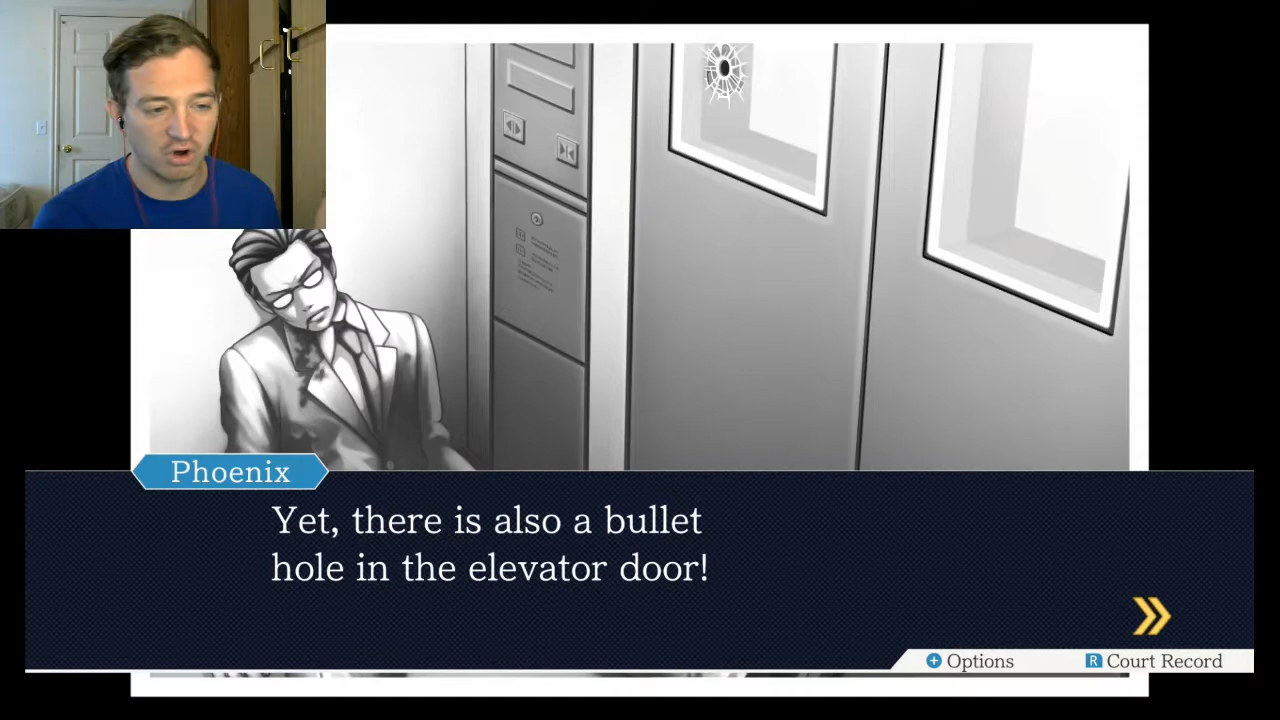 Phoenix
Yet, there is also a bullet
hole in the elevator door!
Options
R Court Record